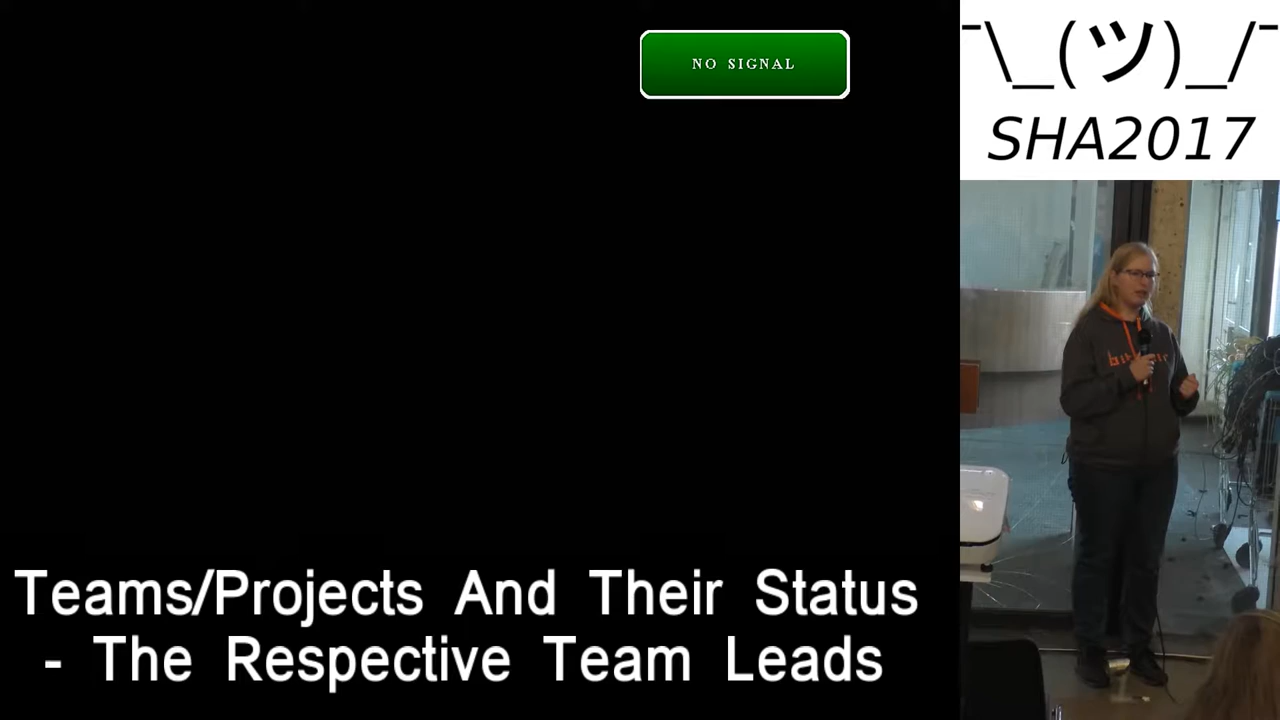 NO SIGNAL
¯\_(ツ)_/¯
SHA2017
Teams/Projects And Their Status
- The Respective Team Leads